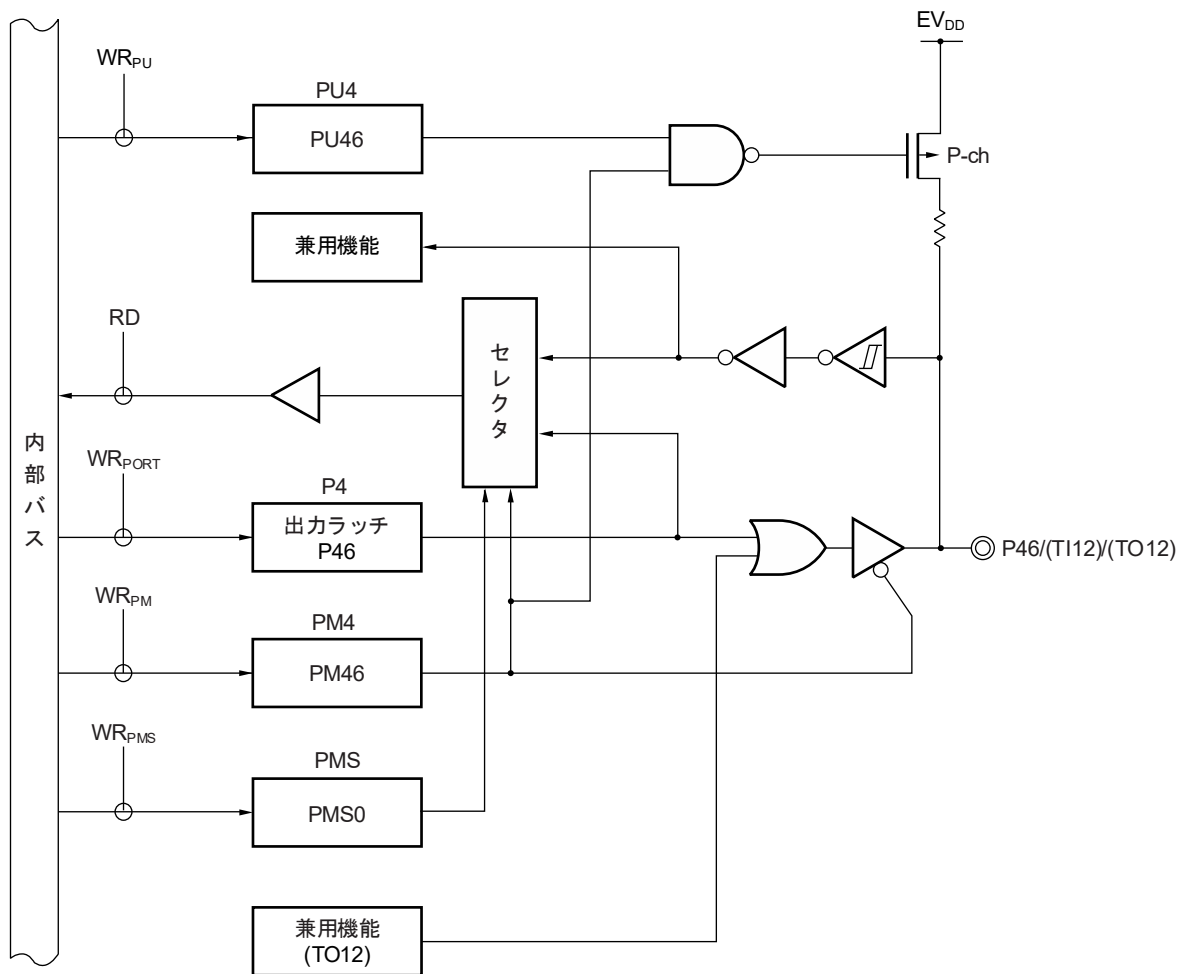 EVDD
WRPU
PU4
PU46
P-ch
兼用機能
RD
セレクタ
内部バス
WRPORT
P4
出力ラッチ
P46
P46/(TI12)/(TO12)
WRPM
PM4
PM46
WRPMS
PMS
PMS0
兼用機能
(TO12)